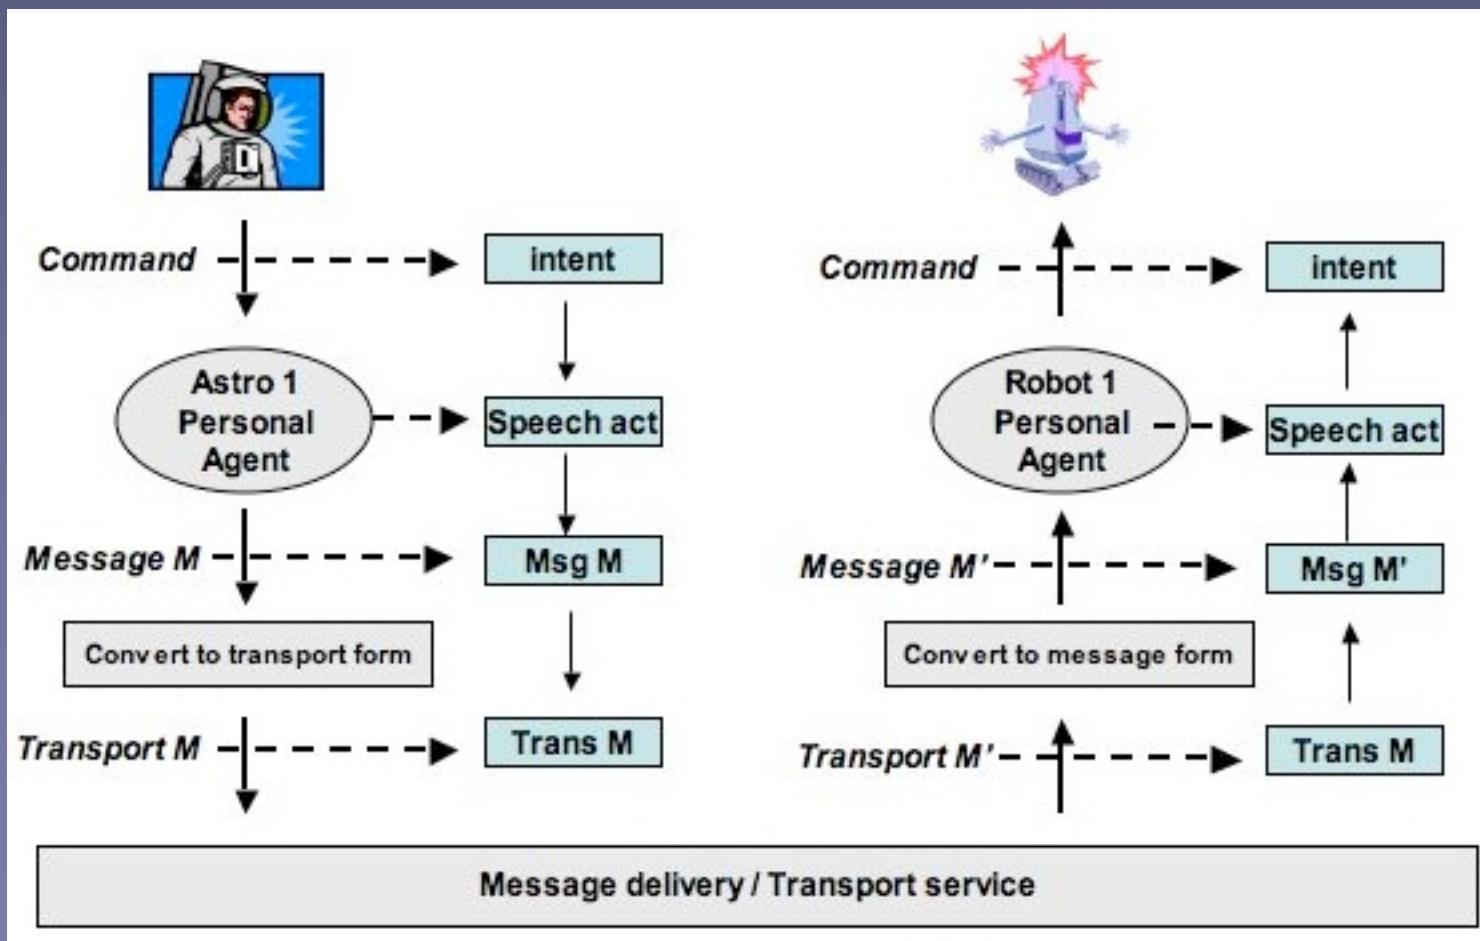 Command
intent
Astro 1
Personal
Agent
Speech act
Message M
Msg M
Convert to transport form
Transport M
Trans M
Command
intent
Robot 1
Personal
Agent
Speech act
Message M'
Msg M'
Convert to message form
Transport M'
Trans M
Message delivery / Transport service